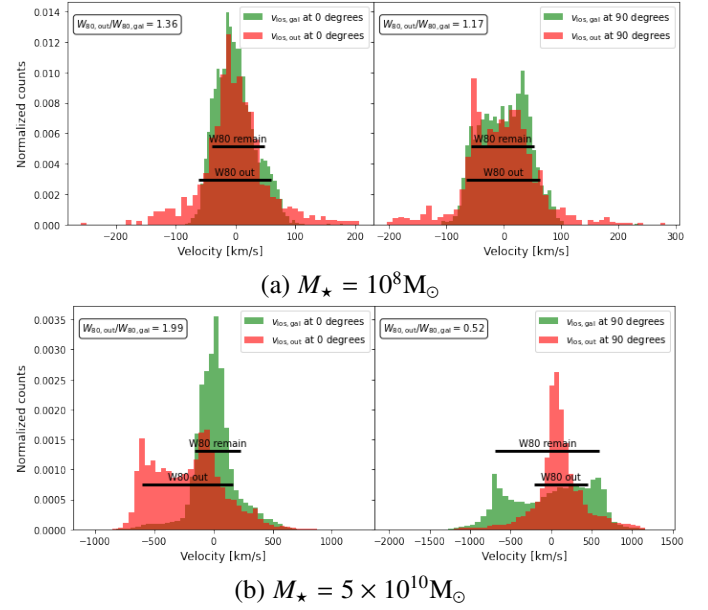 W80,out/W80,gal = 1.36
vlos,gal at 0 degrees
vlos,out at 0 degrees
W80 remain
W80 out
Normalized counts
0.014
0.012
0.010
0.008
0.006
0.004
0.002
0.000
−200 −100 0 100 200
Velocity [km/s]
W80,out/W80,gal = 1.17
vlos,gal at 90 degrees
vlos,out at 90 degrees
W80 remain
W80 out
−200 −100 0 100 200 300
Velocity [km/s]
(a) M⋆ = 10⁸M⊙
W80,out/W80,gal = 1.99
vlos,gal at 0 degrees
vlos,out at 0 degrees
W80 remain
W80 out
Normalized counts
0.0035
0.0030
0.0025
0.0020
0.0015
0.0010
0.0005
0.0000
−1000 −500 0 500 1000
Velocity [km/s]
W80,out/W80,gal = 0.52
vlos,gal at 90 degrees
vlos,out at 90 degrees
W80 remain
W80 out
−2000 −1500 −1000 −500 0 500 1000 1500
Velocity [km/s]
(b) M⋆ = 5 × 10¹⁰M⊙